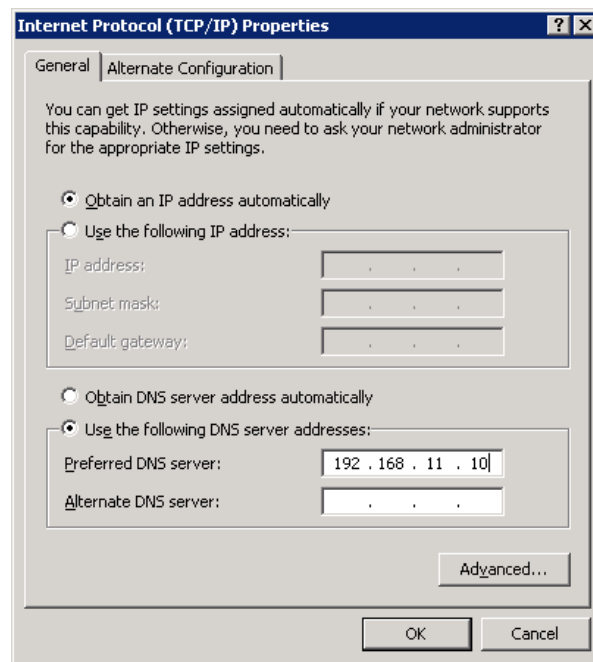 Internet Protocol (TCP/IP) Properties
General
Alternate Configuration
You can get IP settings assigned automatically if your network supports
this capability. Otherwise, you need to ask your network administrator
for the appropriate IP settings.
Obtain an IP address automatically
Use the following IP address:
IP address:
Subnet mask:
Default gateway:
Obtain DNS server address automatically
Use the following DNS server addresses:
Preferred DNS server: 192 . 168 . 11 . 10
Alternate DNS server:
Advanced...
OK
Cancel